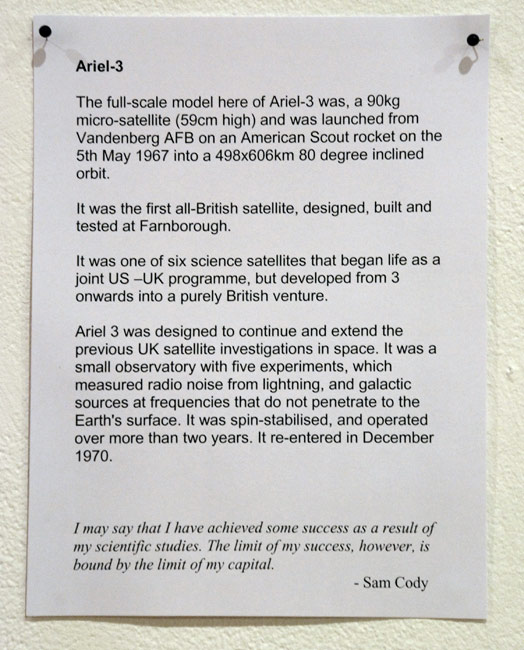 Ariel-3
The full-scale model here of Ariel-3 was, a 90kg
micro-satellite (59cm high) and was launched from
Vandenberg AFB on an American Scout rocket on the
5th May 1967 into a 498x606km 80 degree inclined
orbit.
It was the first all-British satellite, designed, built and
tested at Farnborough.
It was one of six science satellites that began life as a
joint US –UK programme, but developed from 3
onwards into a purely British venture.
Ariel 3 was designed to continue and extend the
previous UK satellite investigations in space. It was a
small observatory with five experiments, which
measured radio noise from lightning, and galactic
sources at frequencies that do not penetrate to the
Earth's surface. It was spin-stabilised, and operated
over more than two years. It re-entered in December
1970.
I may say that I have achieved some success as a result of
my scientific studies. The limit of my success, however, is
bound by the limit of my capital.
- Sam Cody